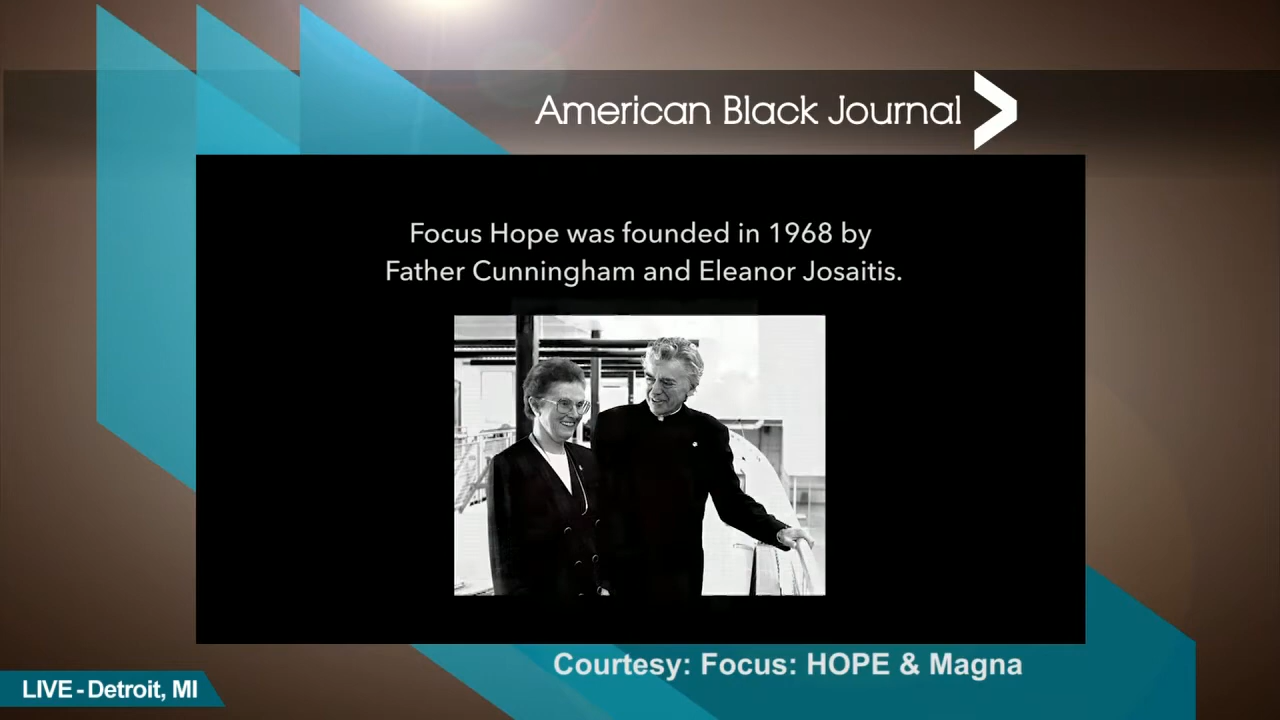 American Black Journal
Focus Hope was founded in 1968 by
Father Cunningham and Eleanor Josaitis.
Courtesy: Focus: HOPE & Magna
LIVE - Detroit, MI